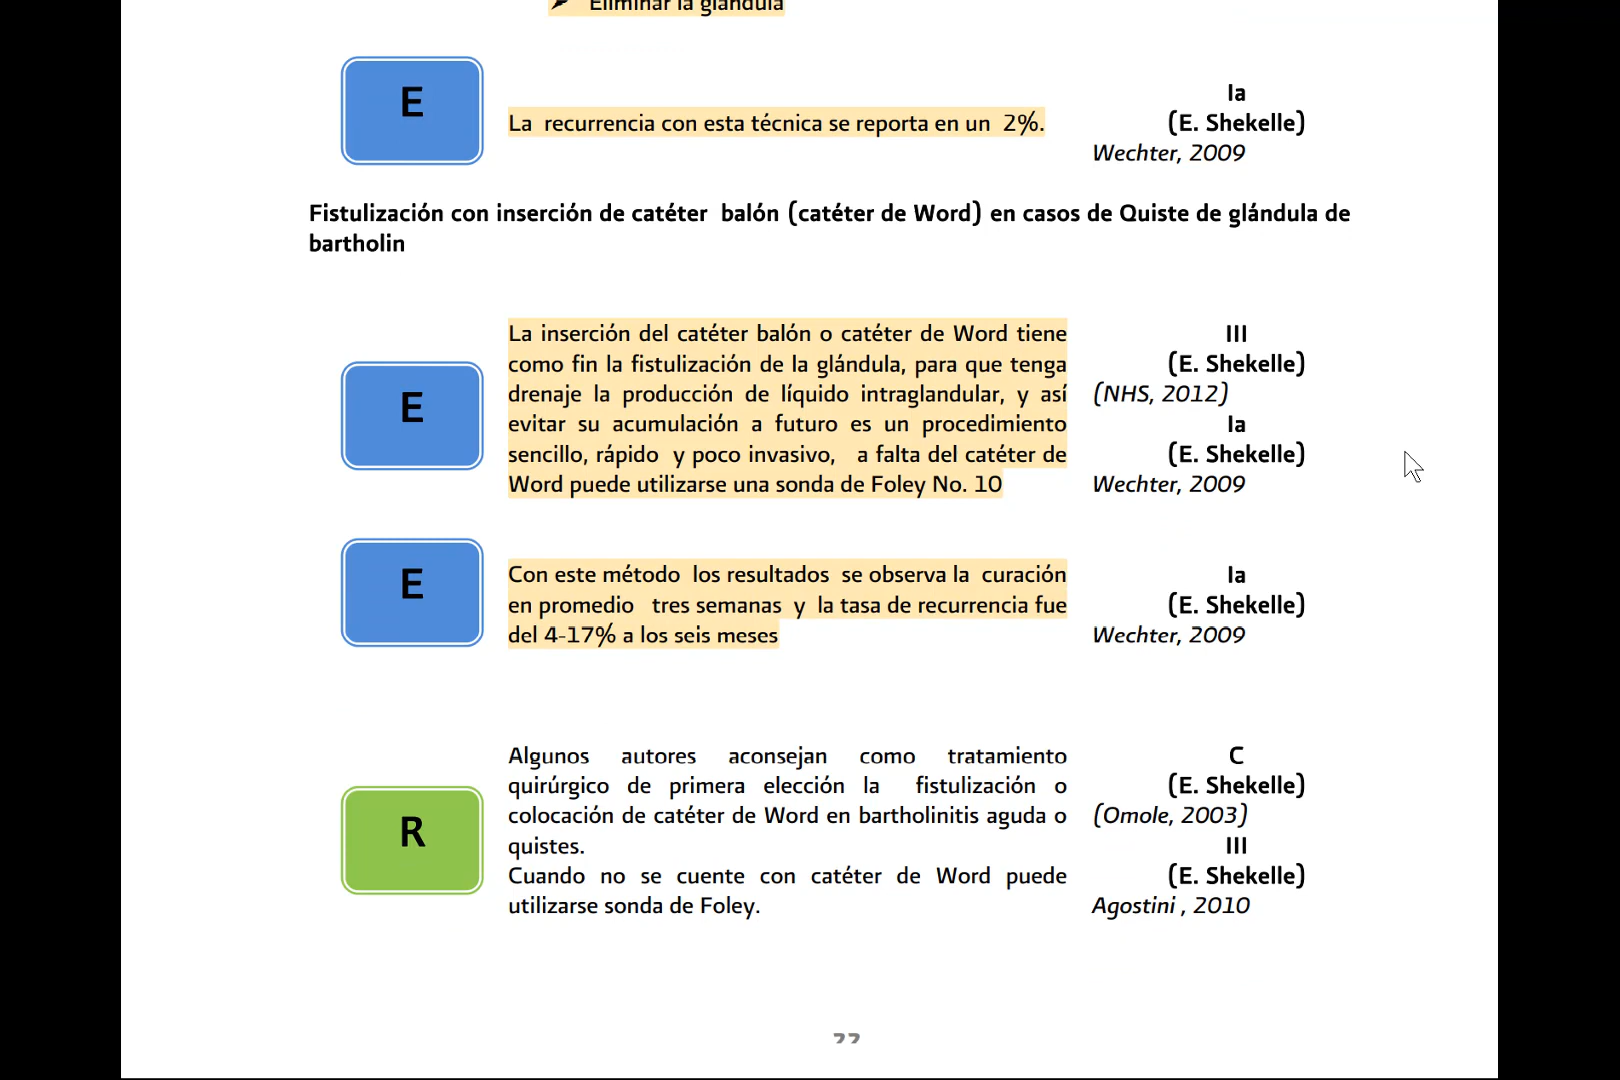 ➤ Eliminar la glándula
E
La recurrencia con esta técnica se reporta en un 2%.
Ia
(E. Shekelle)
Wechter, 2009
Fistulización con inserción de catéter balón (catéter de Word) en casos de Quiste de glándula de
bartholin
E
La inserción del catéter balón o catéter de Word tiene
como fin la fistulización de la glándula, para que tenga
drenaje la producción de líquido intraglandular, y así
evitar su acumulación a futuro es un procedimiento
sencillo, rápido y poco invasivo, a falta del catéter de
Word puede utilizarse una sonda de Foley No. 10
III
(E. Shekelle)
(NHS, 2012)
Ia
(E. Shekelle)
Wechter, 2009
E
Con este método los resultados se observa la curación
en promedio tres semanas y la tasa de recurrencia fue
del 4-17% a los seis meses
Ia
(E. Shekelle)
Wechter, 2009
R
Algunos autores aconsejan como tratamiento
quirúrgico de primera elección la fistulización o
colocación de catéter de Word en bartholinitis aguda o
quistes.
Cuando no se cuente con catéter de Word puede
utilizarse sonda de Foley.
C
(E. Shekelle)
(Omole, 2003)
III
(E. Shekelle)
Agostini , 2010